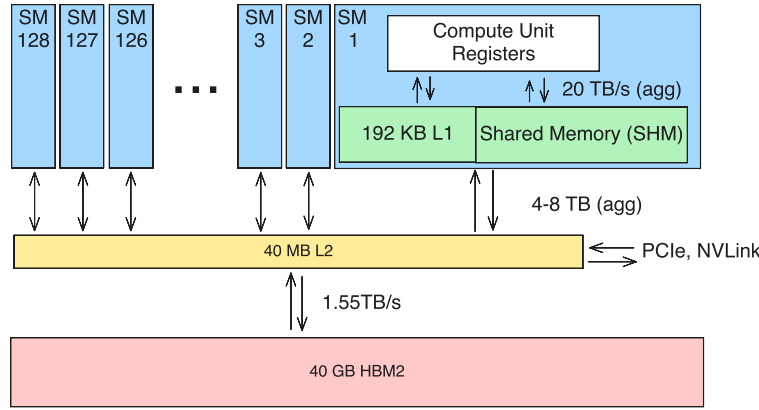 SM
128
SM
127
SM
126
...
SM
3
SM
2
SM
1
Compute Unit
Registers
20 TB/s (agg)
192 KB L1
Shared Memory (SHM)
4-8 TB (agg)
40 MB L2
PCIe, NVLink
1.55TB/s
40 GB HBM2